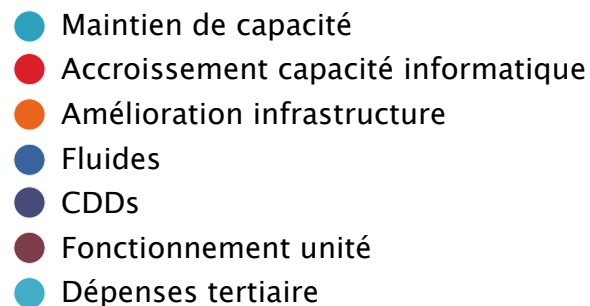 Maintien de capacité
Accroissement capacité informatique
Amélioration infrastructure
Fluides
CDDs
Fonctionnement unité
Dépenses tertiaire